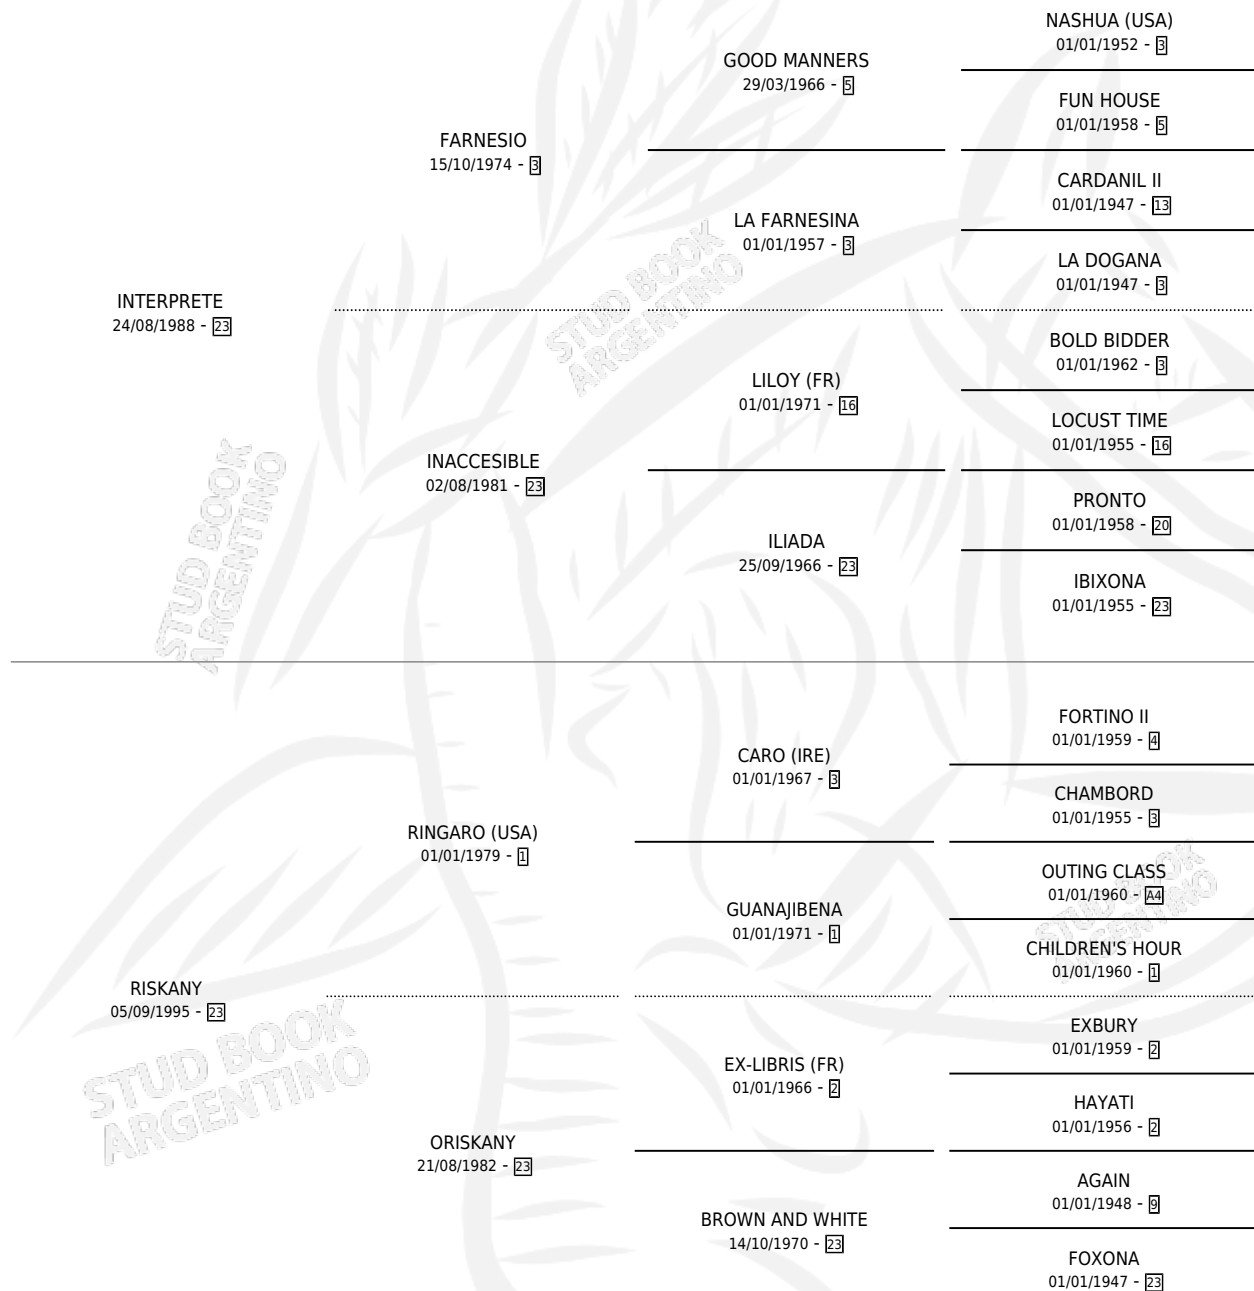 NASHUA (USA)
01/01/1952 - 3
GOOD MANNERS
29/03/1966 - 5
FUN HOUSE
01/01/1958 - 5
FARNESIO
15/10/1974 - 3
CARDANIL II
01/01/1947 - 13
LA FARNESINA
01/01/1957 - 3
LA DOGANA
01/01/1947 - 3
INTERPRETE
24/08/1988 - 23
BOLD BIDDER
01/01/1962 - 3
LILOY (FR)
01/01/1971 - 16
LOCUST TIME
01/01/1955 - 16
INACCESIBLE
02/08/1981 - 23
PRONTO
01/01/1958 - 20
ILIADA
25/09/1966 - 23
IBIXONA
01/01/1955 - 23
STUD BOOK
ARGENTINO
STUD BOOK
ARGENTINO
FORTINO II
01/01/1959 - 4
CARO (IRE)
01/01/1967 - 3
CHAMBORD
01/01/1955 - 3
RINGARO (USA)
01/01/1979 - 1
OUTING CLASS
01/01/1960 - A4
GUANAJIBENA
01/01/1971 - 1
CHILDREN'S HOUR
01/01/1960 - 1
STUD BOOK
ARGENTINO
RISKANY
05/09/1995 - 23
EXBURY
01/01/1959 - 2
EX-LIBRIS (FR)
01/01/1966 - 2
HAYATI
01/01/1956 - 2
ORISKANY
21/08/1982 - 23
AGAIN
01/01/1948 - 9
BROWN AND WHITE
14/10/1970 - 23
FOXONA
01/01/1947 - 23
STUD BOOK
ARGENTINO